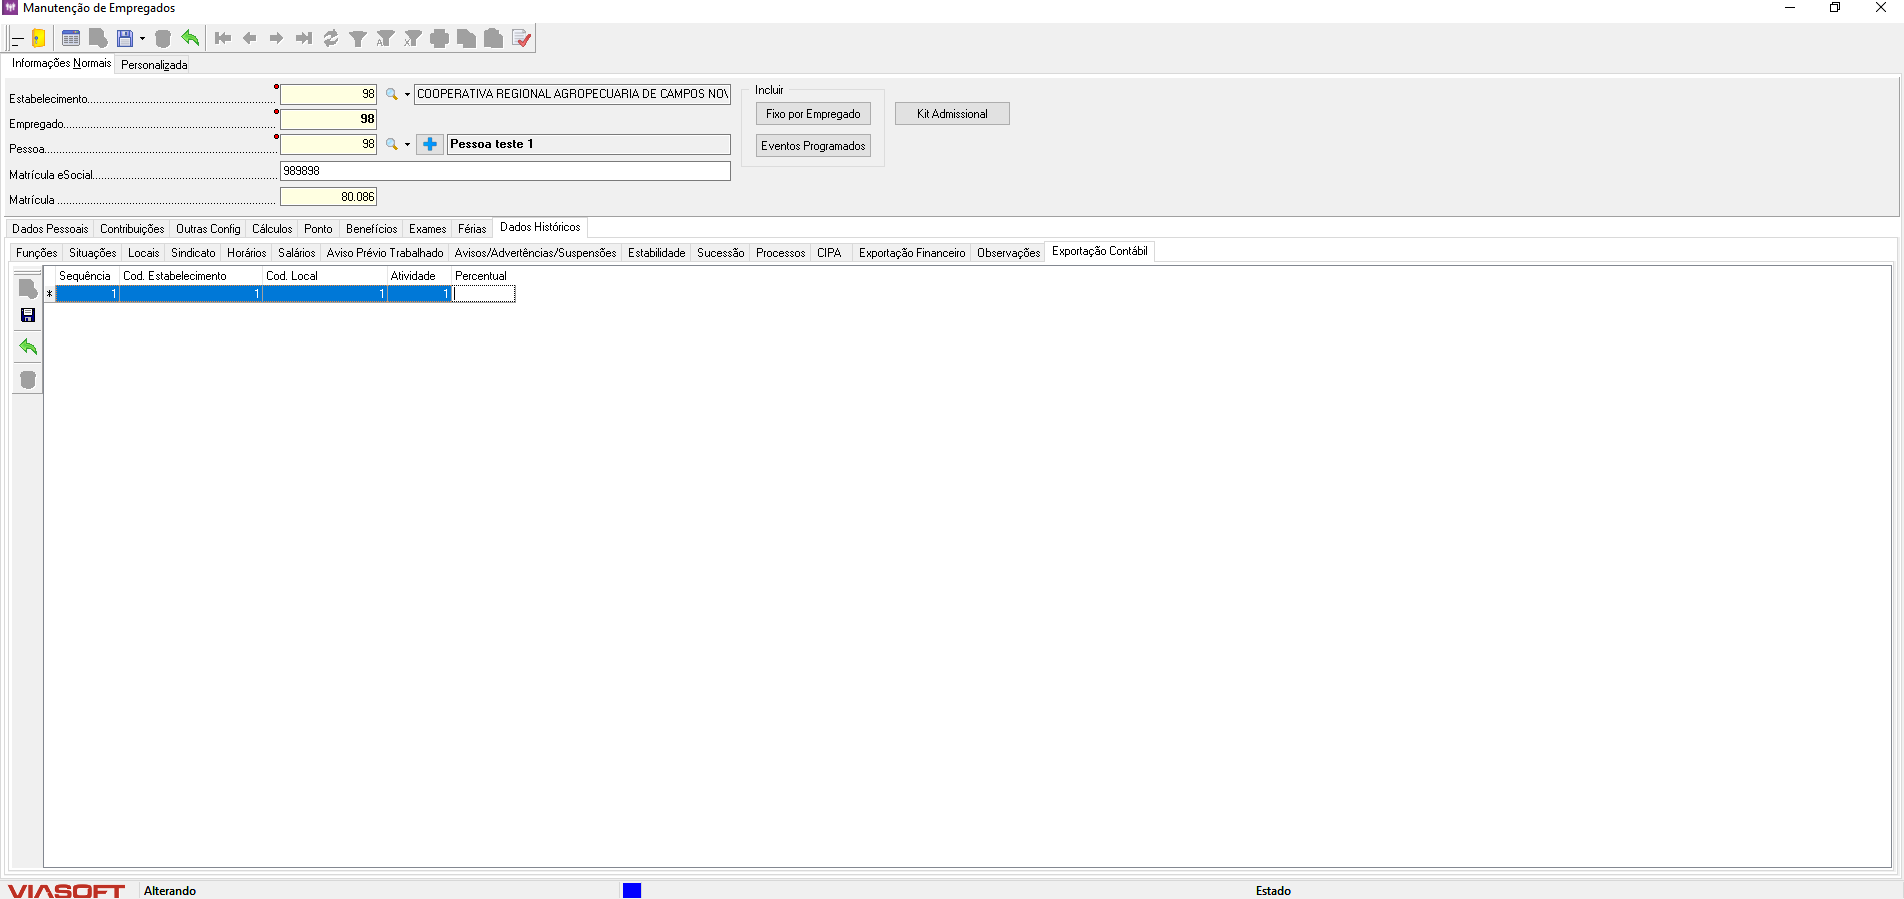 Manutenção de Empregados
Informações Normais Personalizada
Estabelecimento 98 COOPERATIVA REGIONAL AGROPECUARIA DE CAMPOS NOV
Empregado 98
Pessoa 98 Pessoa teste 1
Matrícula eSocial 989898
Matrícula 80.086
Incluir
Fixo por Empregado
Eventos Programados
Kit Admissional
Dados Pessoais Contribuições Outras Config Cálculos Ponto Benefícios Exames Férias Dados Históricos
Funções Situações Locais Sindicato Horários Salários Aviso Prévio Trabalhado Avisos/Advertências/Suspensões Estabilidade Sucessão Processos CIPA Exportação Financeiro Observações Exportação Contábil
Sequência Cod. Estabelecimento Cod. Local Atividade Percentual
* 1 1 1 1
VIASOFT Alterando Estado